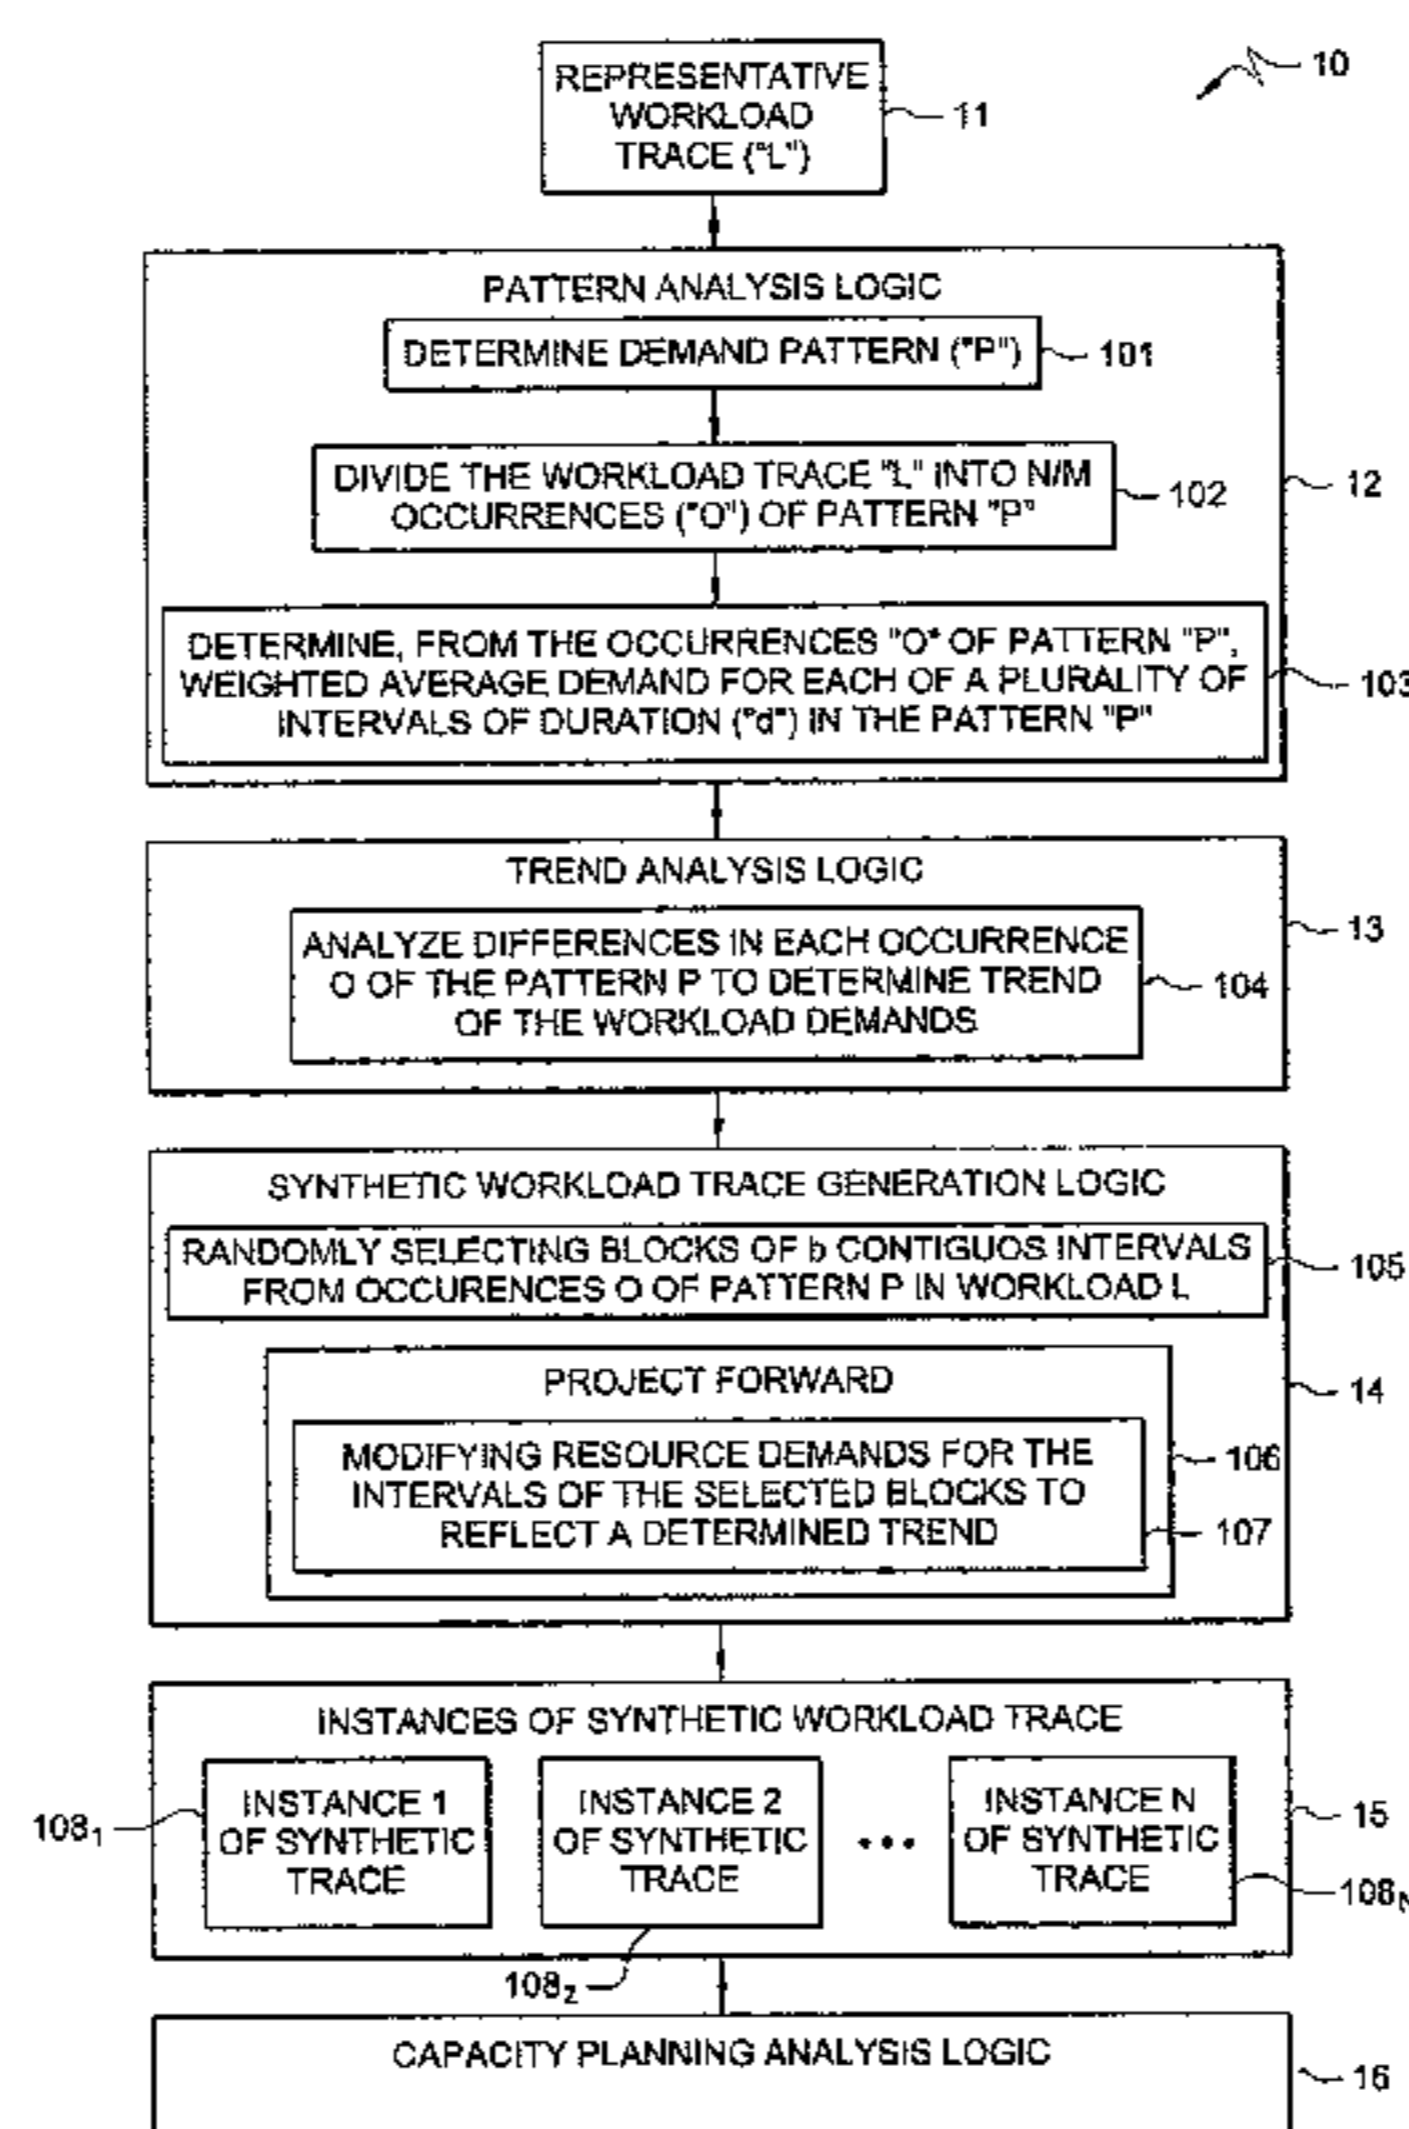 10
REPRESENTATIVE
WORKLOAD
TRACE ("L")
11
PATTERN ANALYSIS LOGIC
DETERMINE DEMAND PATTERN ("P")
101
DIVIDE THE WORKLOAD TRACE "L" INTO N/M
OCCURRENCES ("O") OF PATTERN "P"
102
12
DETERMINE, FROM THE OCCURRENCES "O" OF PATTERN "P",
WEIGHTED AVERAGE DEMAND FOR EACH OF A PLURALITY OF
INTERVALS OF DURATION ("d") IN THE PATTERN "P"
103
TREND ANALYSIS LOGIC
ANALYZE DIFFERENCES IN EACH OCCURRENCE
O OF THE PATTERN P TO DETERMINE TREND
OF THE WORKLOAD DEMANDS
104
13
SYNTHETIC WORKLOAD TRACE GENERATION LOGIC
RANDOMLY SELECTING BLOCKS OF b CONTIGUOS INTERVALS
FROM OCCURENCES O OF PATTERN P IN WORKLOAD L
105
PROJECT FORWARD
14
MODIFYING RESOURCE DEMANDS FOR THE
INTERVALS OF THE SELECTED BLOCKS TO
REFLECT A DETERMINED TREND
106
107
INSTANCES OF SYNTHETIC WORKLOAD TRACE
INSTANCE 1
OF SYNTHETIC
TRACE
108₁
INSTANCE 2
OF SYNTHETIC
TRACE
108₂
•••
INSTANCE N
OF SYNTHETIC
TRACE
15
108N
CAPACITY PLANNING ANALYSIS LOGIC
16